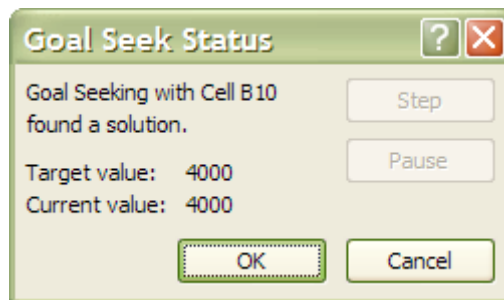 Goal Seek Status
Goal Seeking with Cell B10
found a solution.
Step
Pause
Target value: 4000
Current value: 4000
OK
Cancel